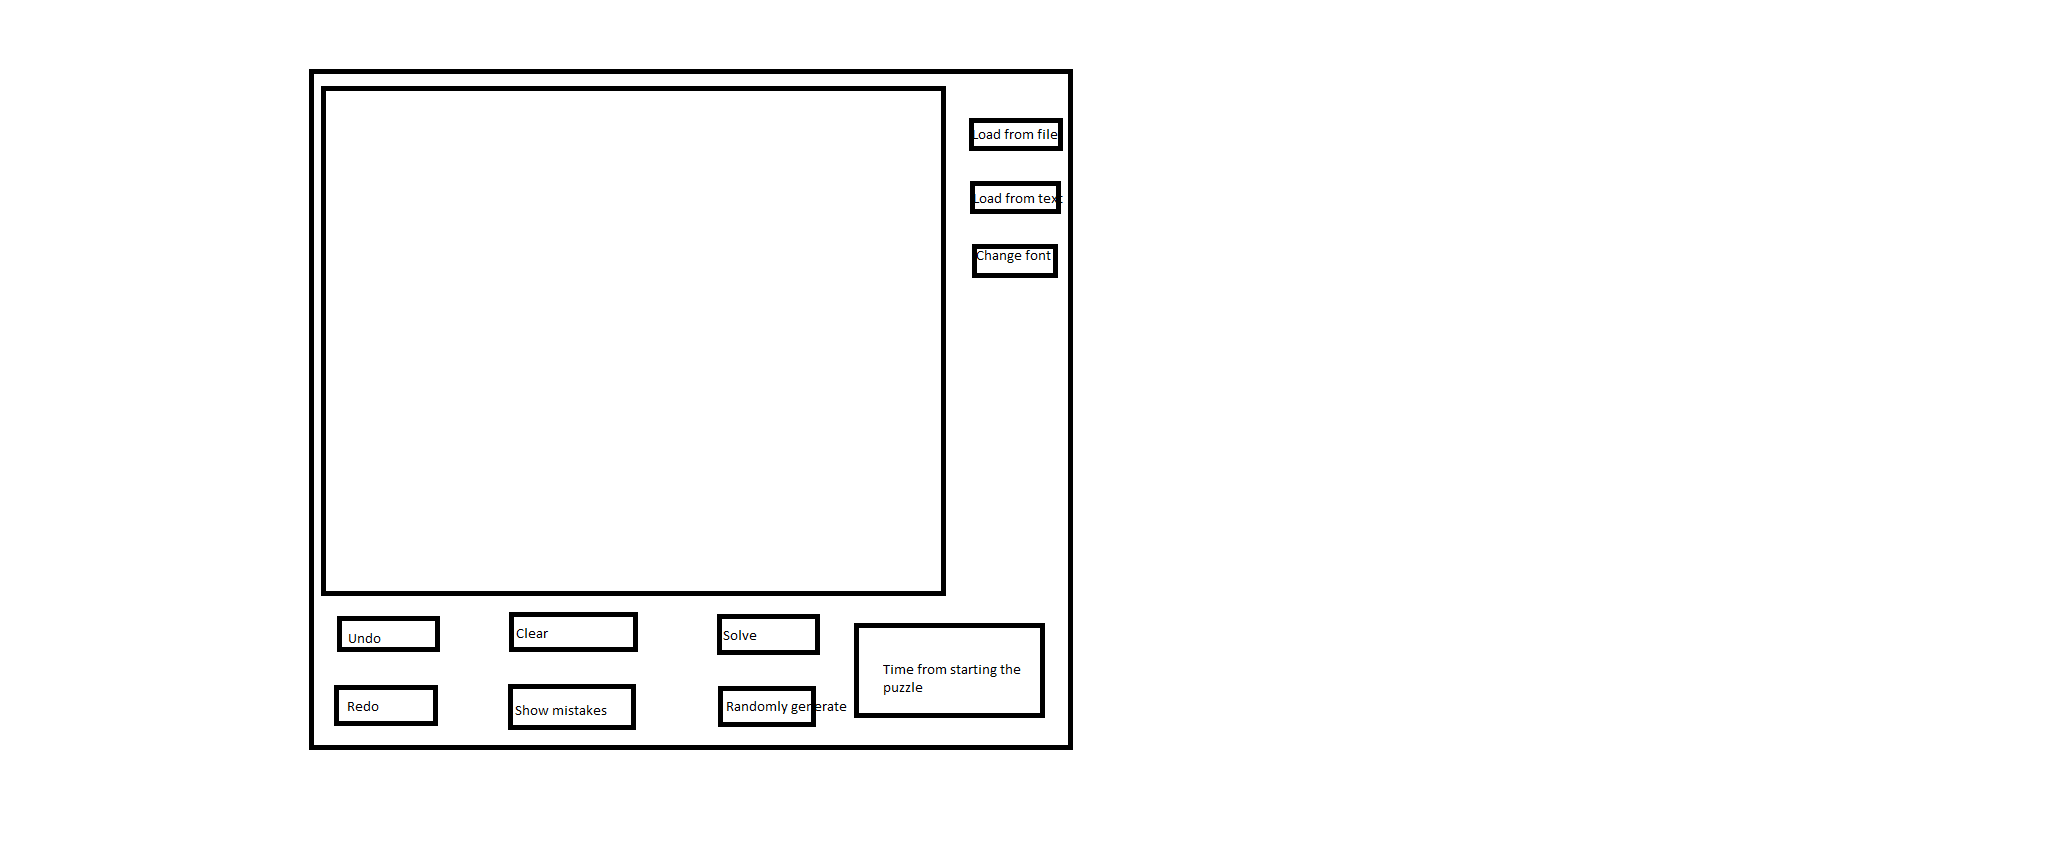 Load from file
Load from text
Change font
Undo
Clear
Solve
Time from starting the
puzzle
Redo
Show mistakes
Randomly generate